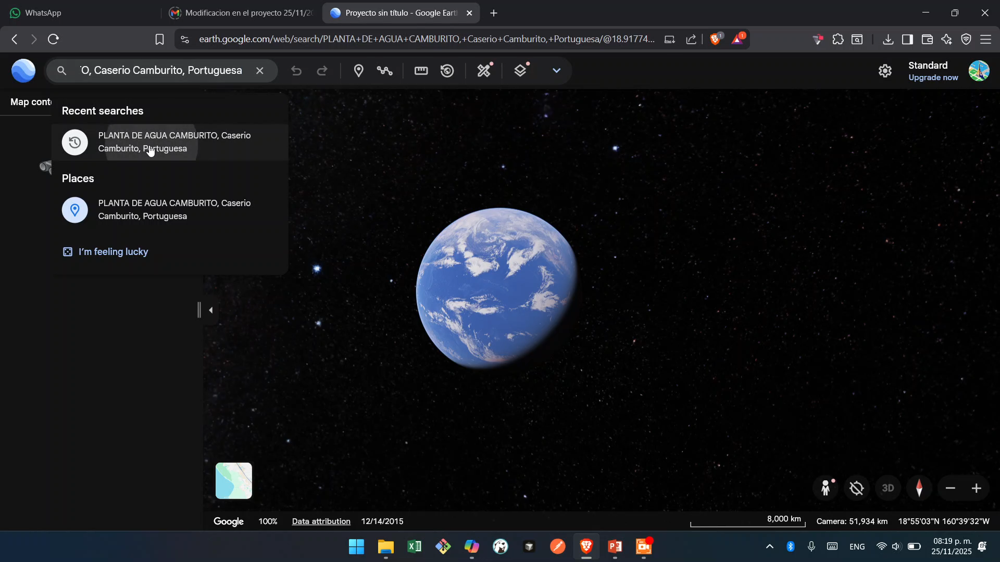 WhatsApp
Modificacion en el proyecto 25/11/20
Proyecto sin título - Google Eart
earth.google.com/web/search/PLANTA+DE+AGUA+CAMBURITO,+Caserio+Camburito,+Portuguesa/@18.91774...
1
1
O, Caserio Camburito, Portuguesa
Standard
Upgrade now
Map cont
Recent searches
PLANTA DE AGUA CAMBURITO, Caserio
Camburito, Portuguesa
Places
PLANTA DE AGUA CAMBURITO, Caserio
Camburito, Portuguesa
I'm feeling lucky
3D
Google
100%
Data attribution
12/14/2015
8,000 km
Camera: 51,934 km
18°55'03"N 160°39'32"W
ENG
08:19 p. m.
25/11/2025